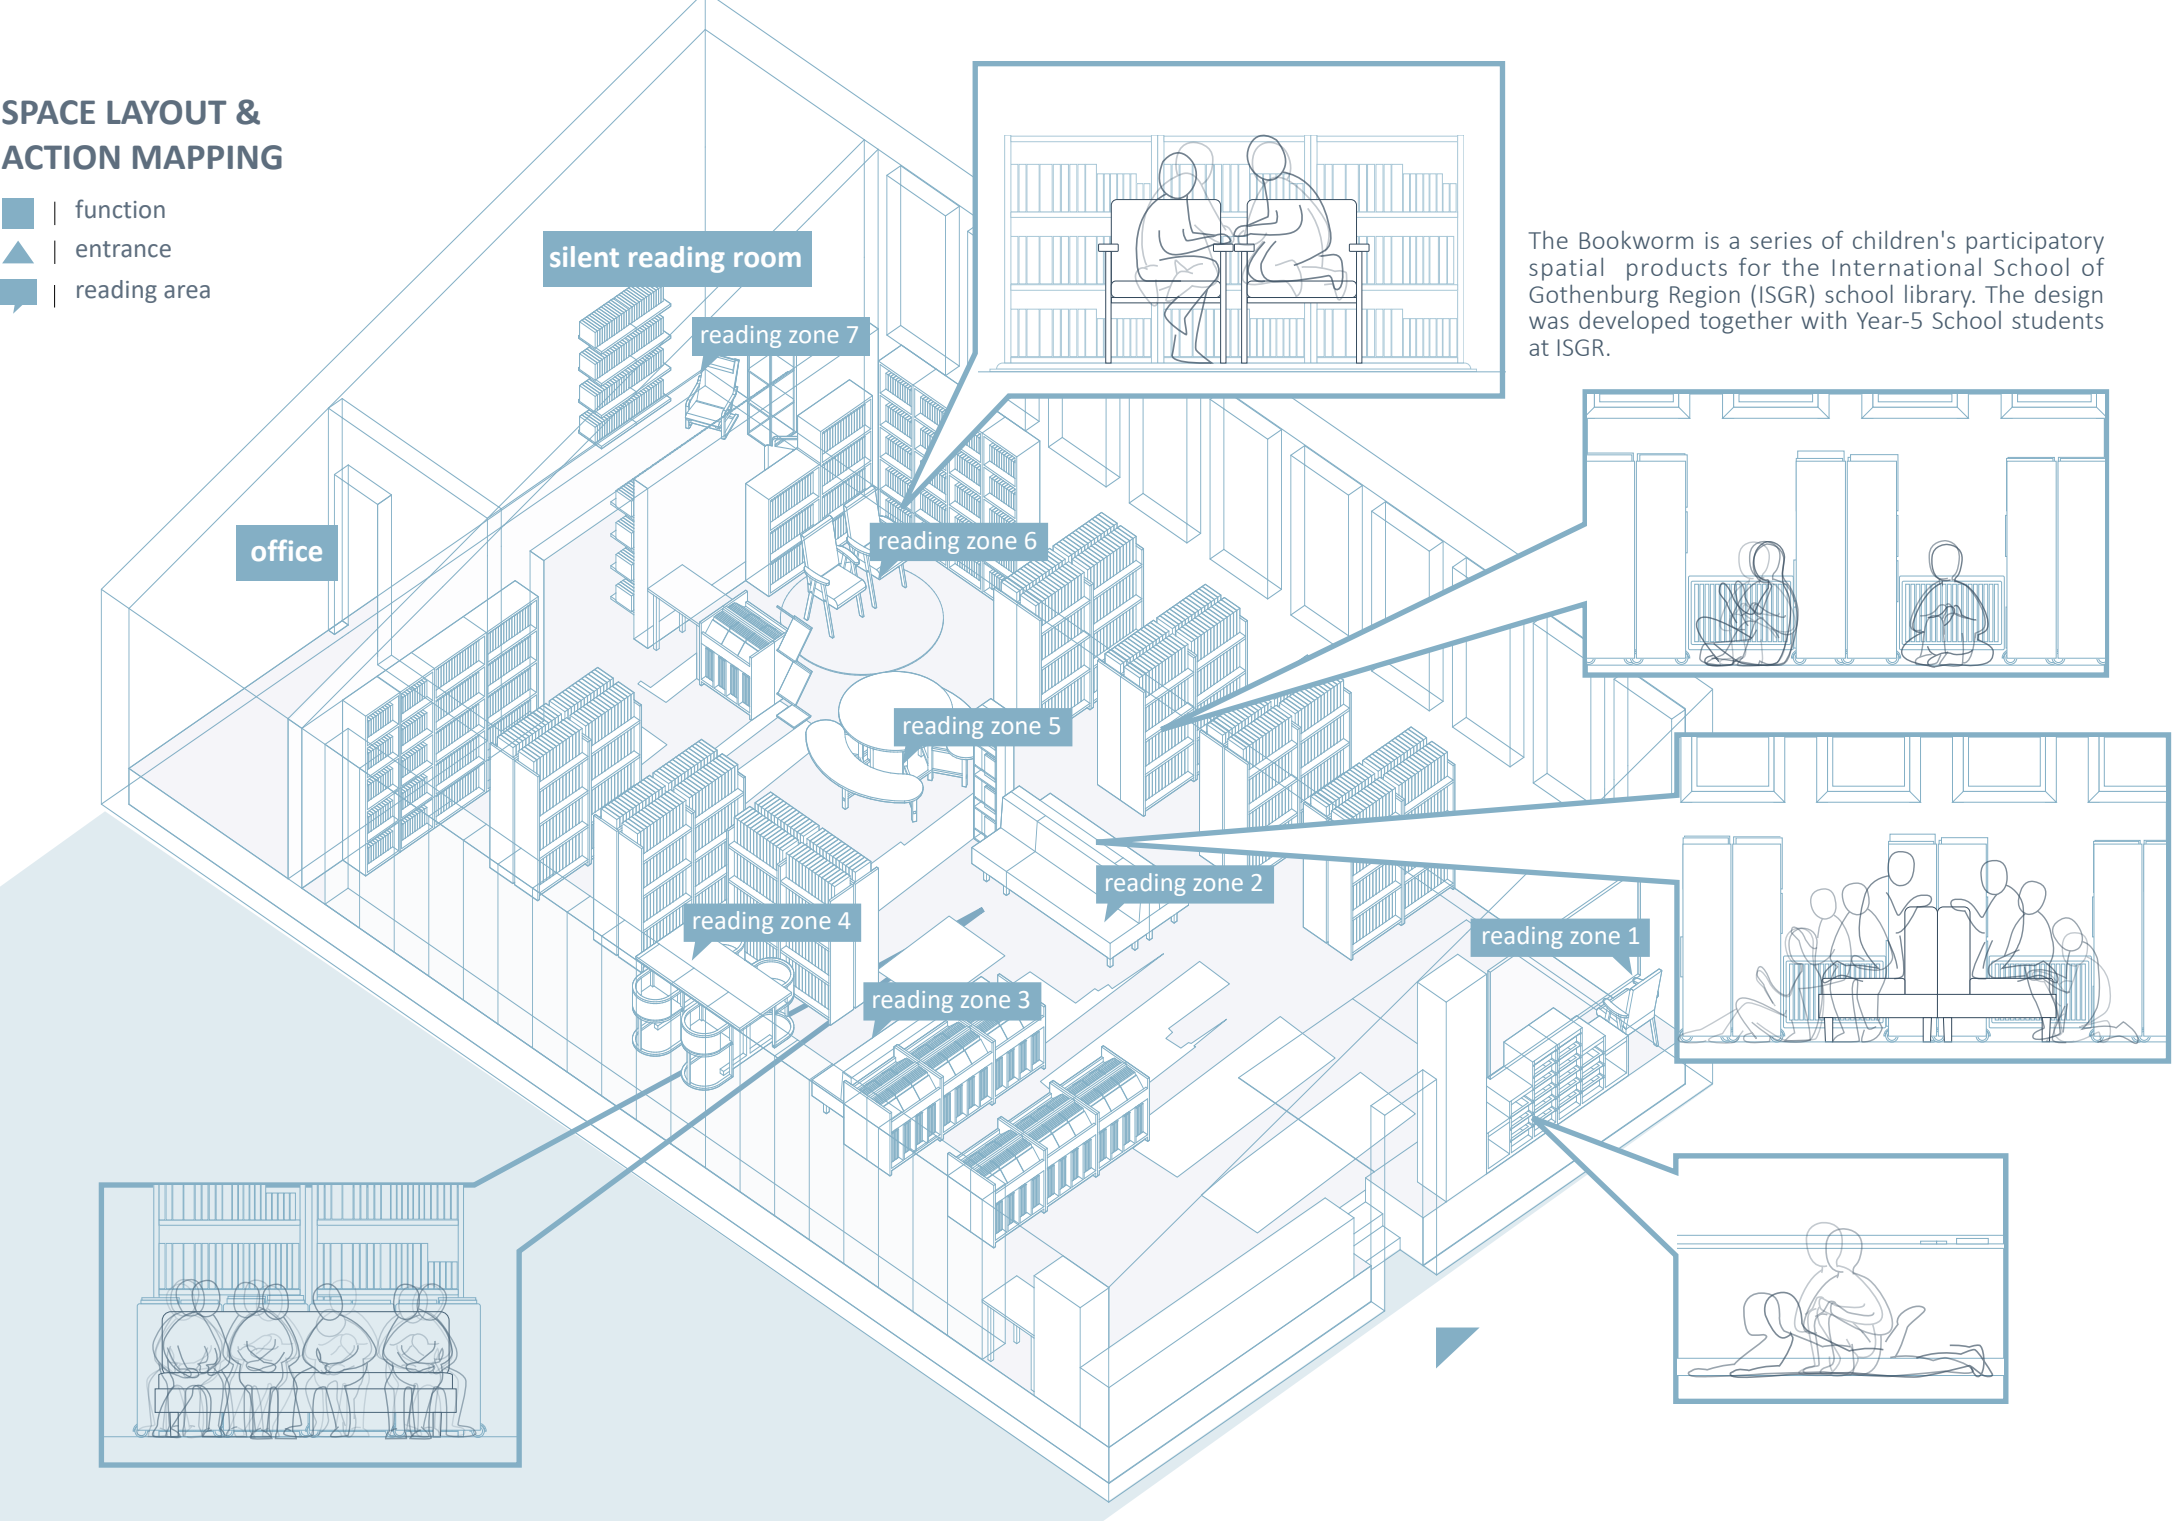 SPACE LAYOUT &
ACTION MAPPING
| function
| entrance
| reading area
silent reading room
reading zone 7
office
reading zone 6
reading zone 5
reading zone 2
reading zone 4
reading zone 1
reading zone 3
The Bookworm is a series of children's participatory
spatial products for the International School of
Gothenburg Region (ISGR) school library. The design
was developed together with Year-5 School students
at ISGR.